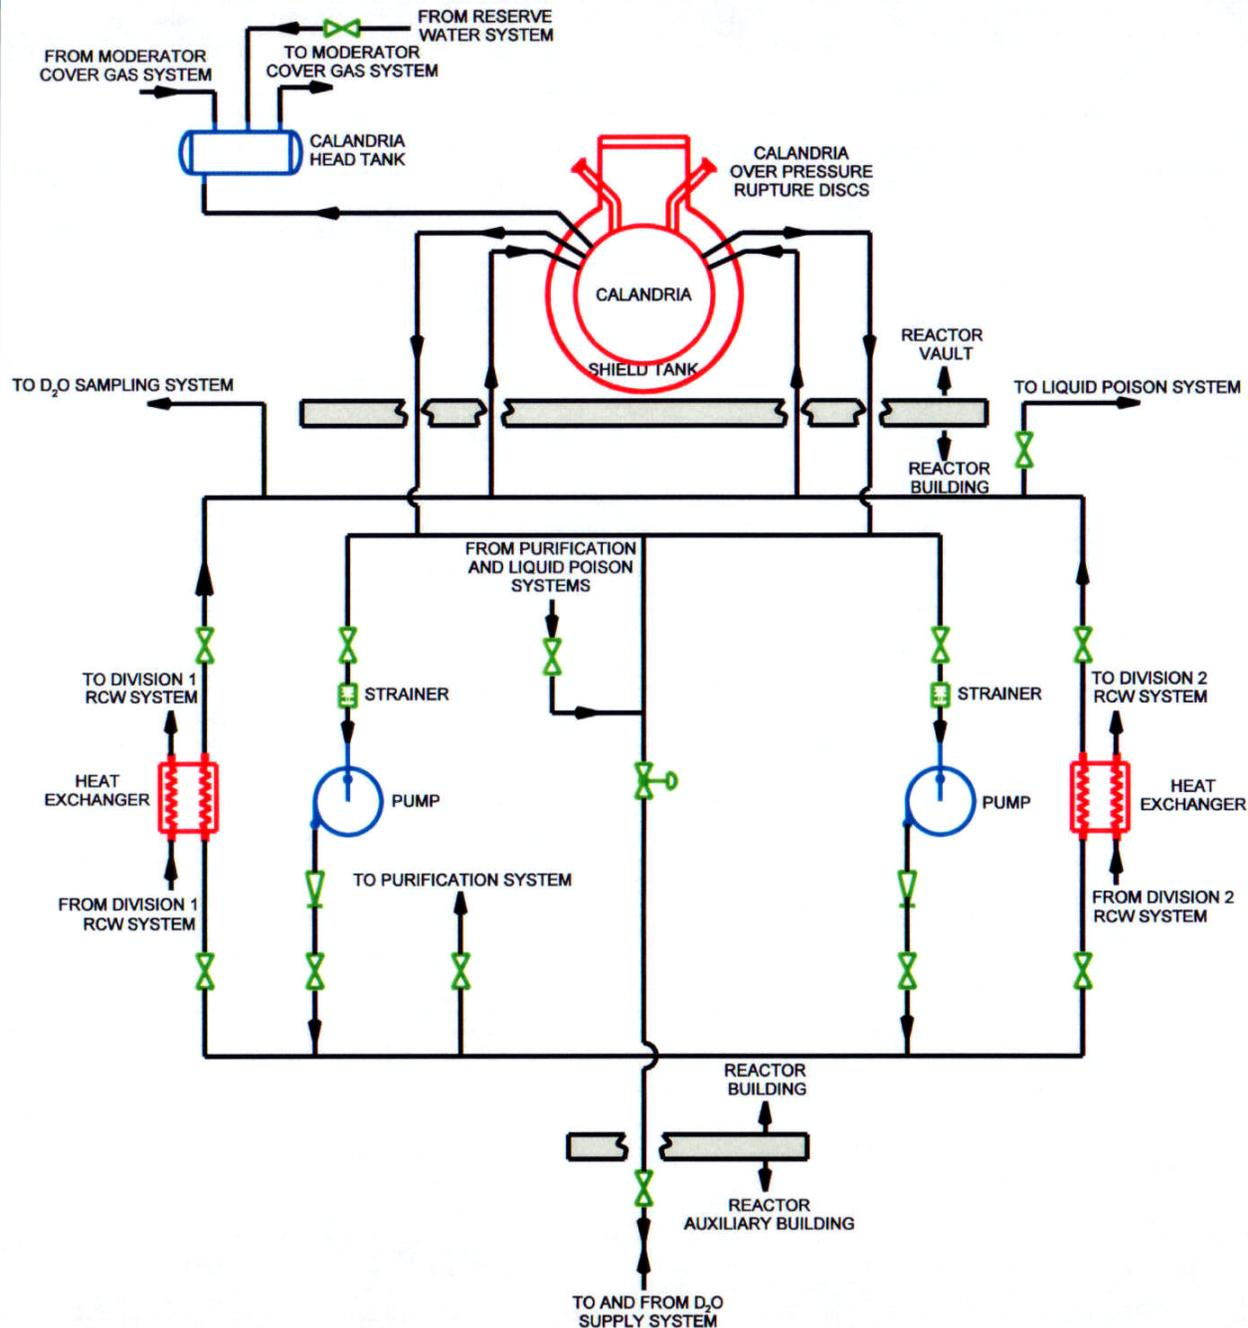 FROM RESERVE
WATER SYSTEM
FROM MODERATOR
COVER GAS SYSTEM
TO MODERATOR
COVER GAS SYSTEM
CALANDRIA
HEAD TANK
CALANDRIA
OVER PRESSURE
RUPTURE DISCS
CALANDRIA
SHIELD TANK
REACTOR
VAULT
TO D₂O SAMPLING SYSTEM
TO LIQUID POISON SYSTEM
REACTOR
BUILDING
FROM PURIFICATION
AND LIQUID POISON
SYSTEMS
TO DIVISION 1
RCW SYSTEM
STRAINER
STRAINER
TO DIVISION 2
RCW SYSTEM
HEAT
EXCHANGER
PUMP
PUMP
HEAT
EXCHANGER
FROM DIVISION 1
RCW SYSTEM
TO PURIFICATION SYSTEM
FROM DIVISION 2
RCW SYSTEM
REACTOR
BUILDING
REACTOR
AUXILIARY BUILDING
TO AND FROM D₂O
SUPPLY SYSTEM